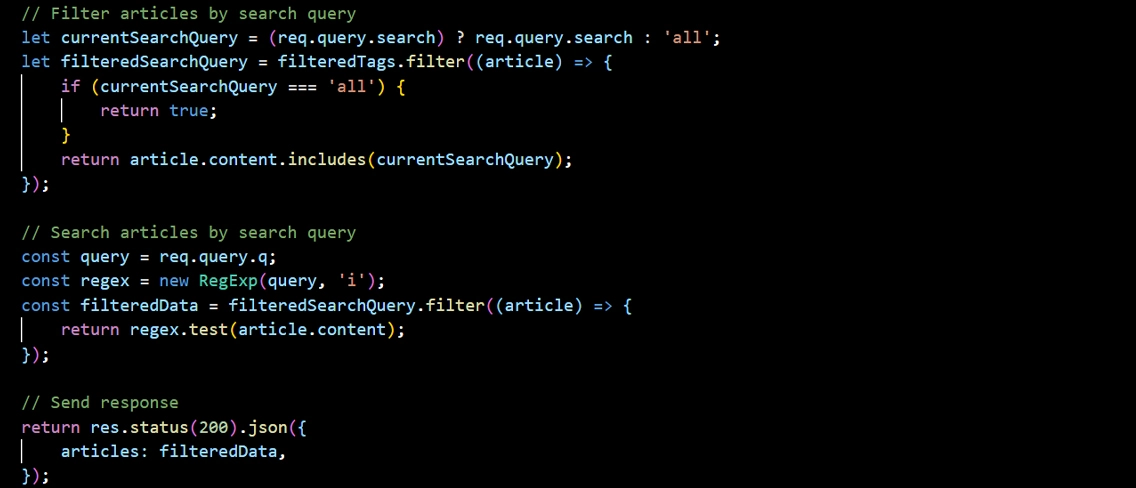 // Filter articles by search query
let currentSearchQuery = (req.query.search) ? req.query.search : 'all';
let filteredSearchQuery = filteredTags.filter((article) => {
    if (currentSearchQuery === 'all') {
        return true;
    }
    return article.content.includes(currentSearchQuery);
});

// Search articles by search query
const query = req.query.q;
const regex = new RegExp(query, 'i');
const filteredData = filteredSearchQuery.filter((article) => {
    return regex.test(article.content);
});

// Send response
return res.status(200).json({
    articles: filteredData,
});